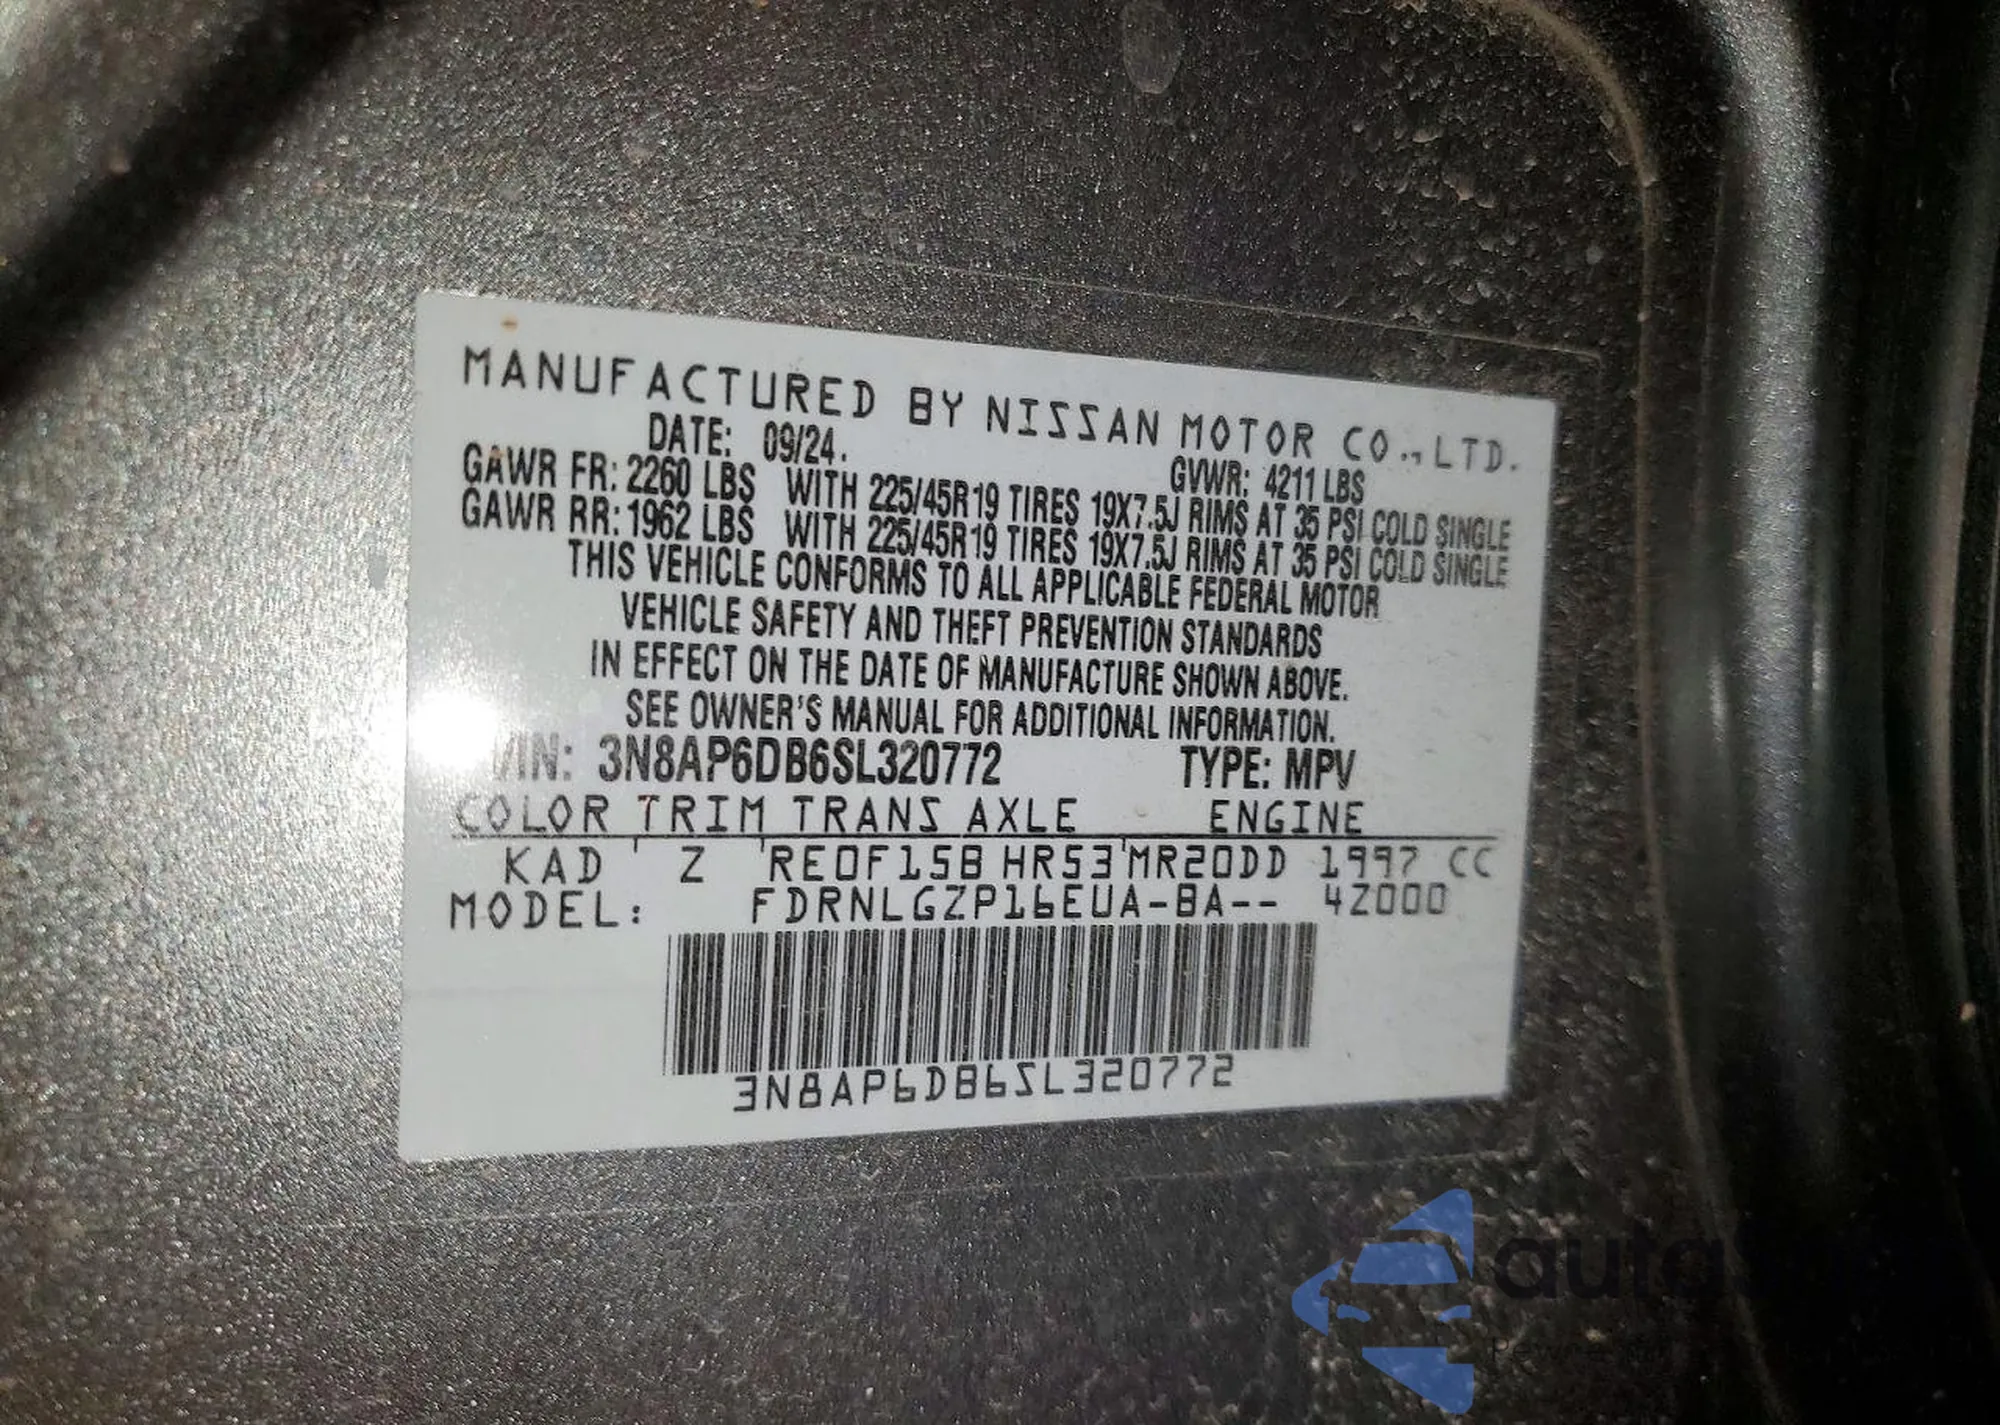 MANUFACTURED BY NISSAN MOTOR CO.,LTD.
DATE: 09/24. GVWR: 4211 LBS
GAWR FR: 2260 LBS WITH 225/45R19 TIRES 19X7.5J RIMS AT 35 PSI COLD SINGLE
GAWR RR: 1962 LBS WITH 225/45R19 TIRES 19X7.5J RIMS AT 35 PSI COLD SINGLE
THIS VEHICLE CONFORMS TO ALL APPLICABLE FEDERAL MOTOR
VEHICLE SAFETY AND THEFT PREVENTION STANDARDS
IN EFFECT ON THE DATE OF MANUFACTURE SHOWN ABOVE.
SEE OWNER'S MANUAL FOR ADDITIONAL INFORMATION.
VIN: 3N8AP6DB6SL320772 TYPE: MPV
COLOR TRIM TRANS AXLE ENGINE
KAD Z RE0F15B HR53 MR20DD 1997 CC
MODEL: FDRNLGZP16EUA-BA-- 4Z000
3N8AP6DB6SL320772
auto